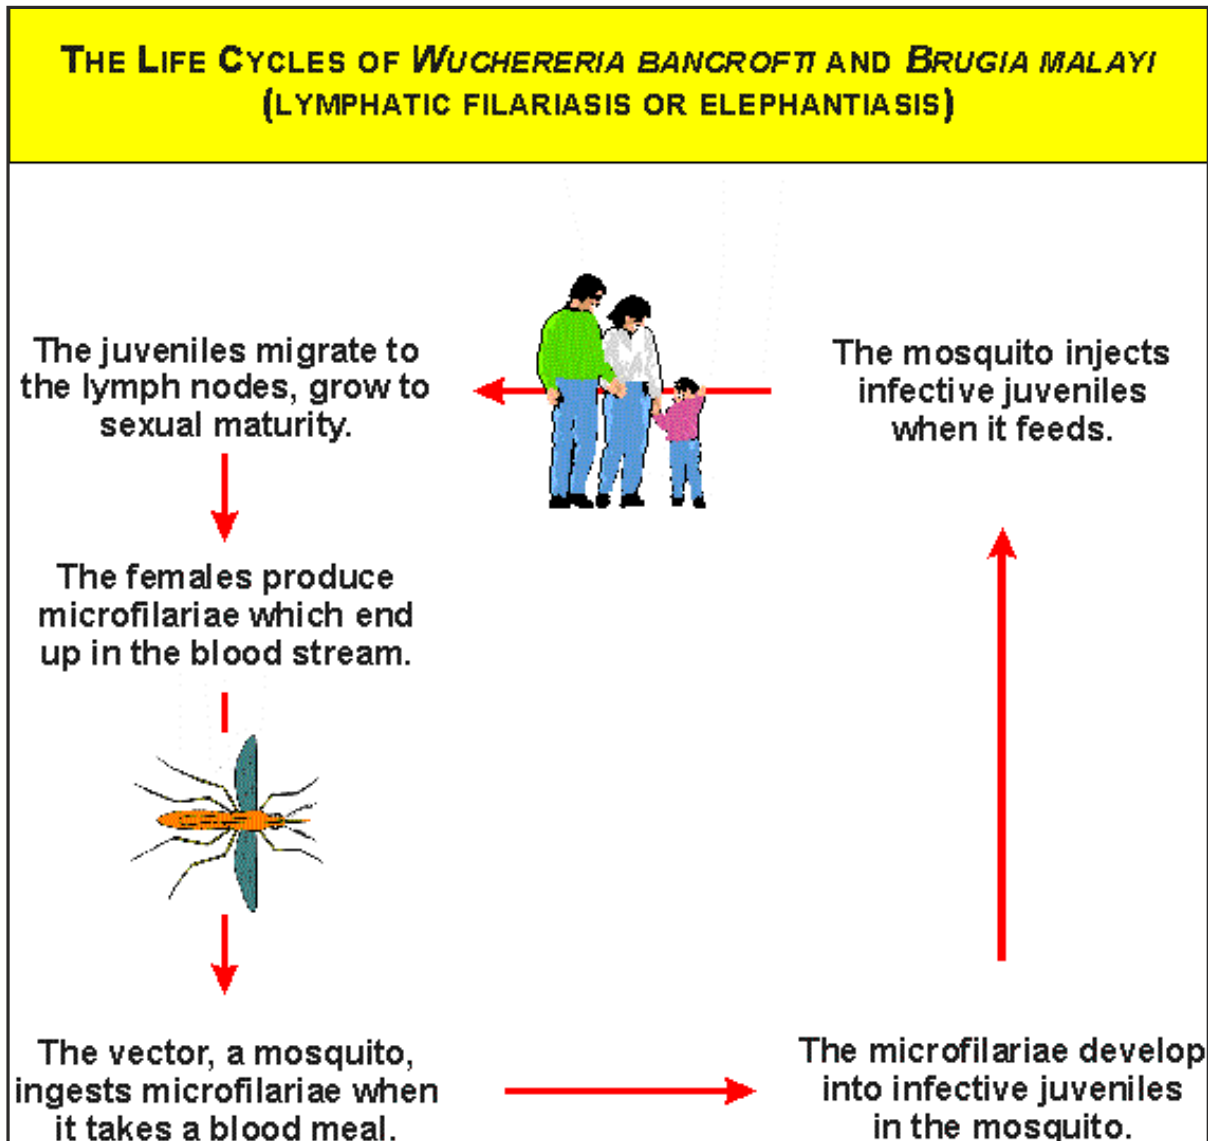 THE LIFE CYCLES OF WUCHERERIA BANCROFTI AND BRUGIA MALAYI
(LYMPHATIC FILARIASIS OR ELEPHANTIASIS)
The juveniles migrate to
the lymph nodes, grow to
sexual maturity.
The mosquito injects
infective juveniles
when it feeds.
The females produce
microfilariae which end
up in the blood stream.
The vector, a mosquito,
ingests microfilariae when
it takes a blood meal.
The microfilariae develop
into infective juveniles
in the mosquito.